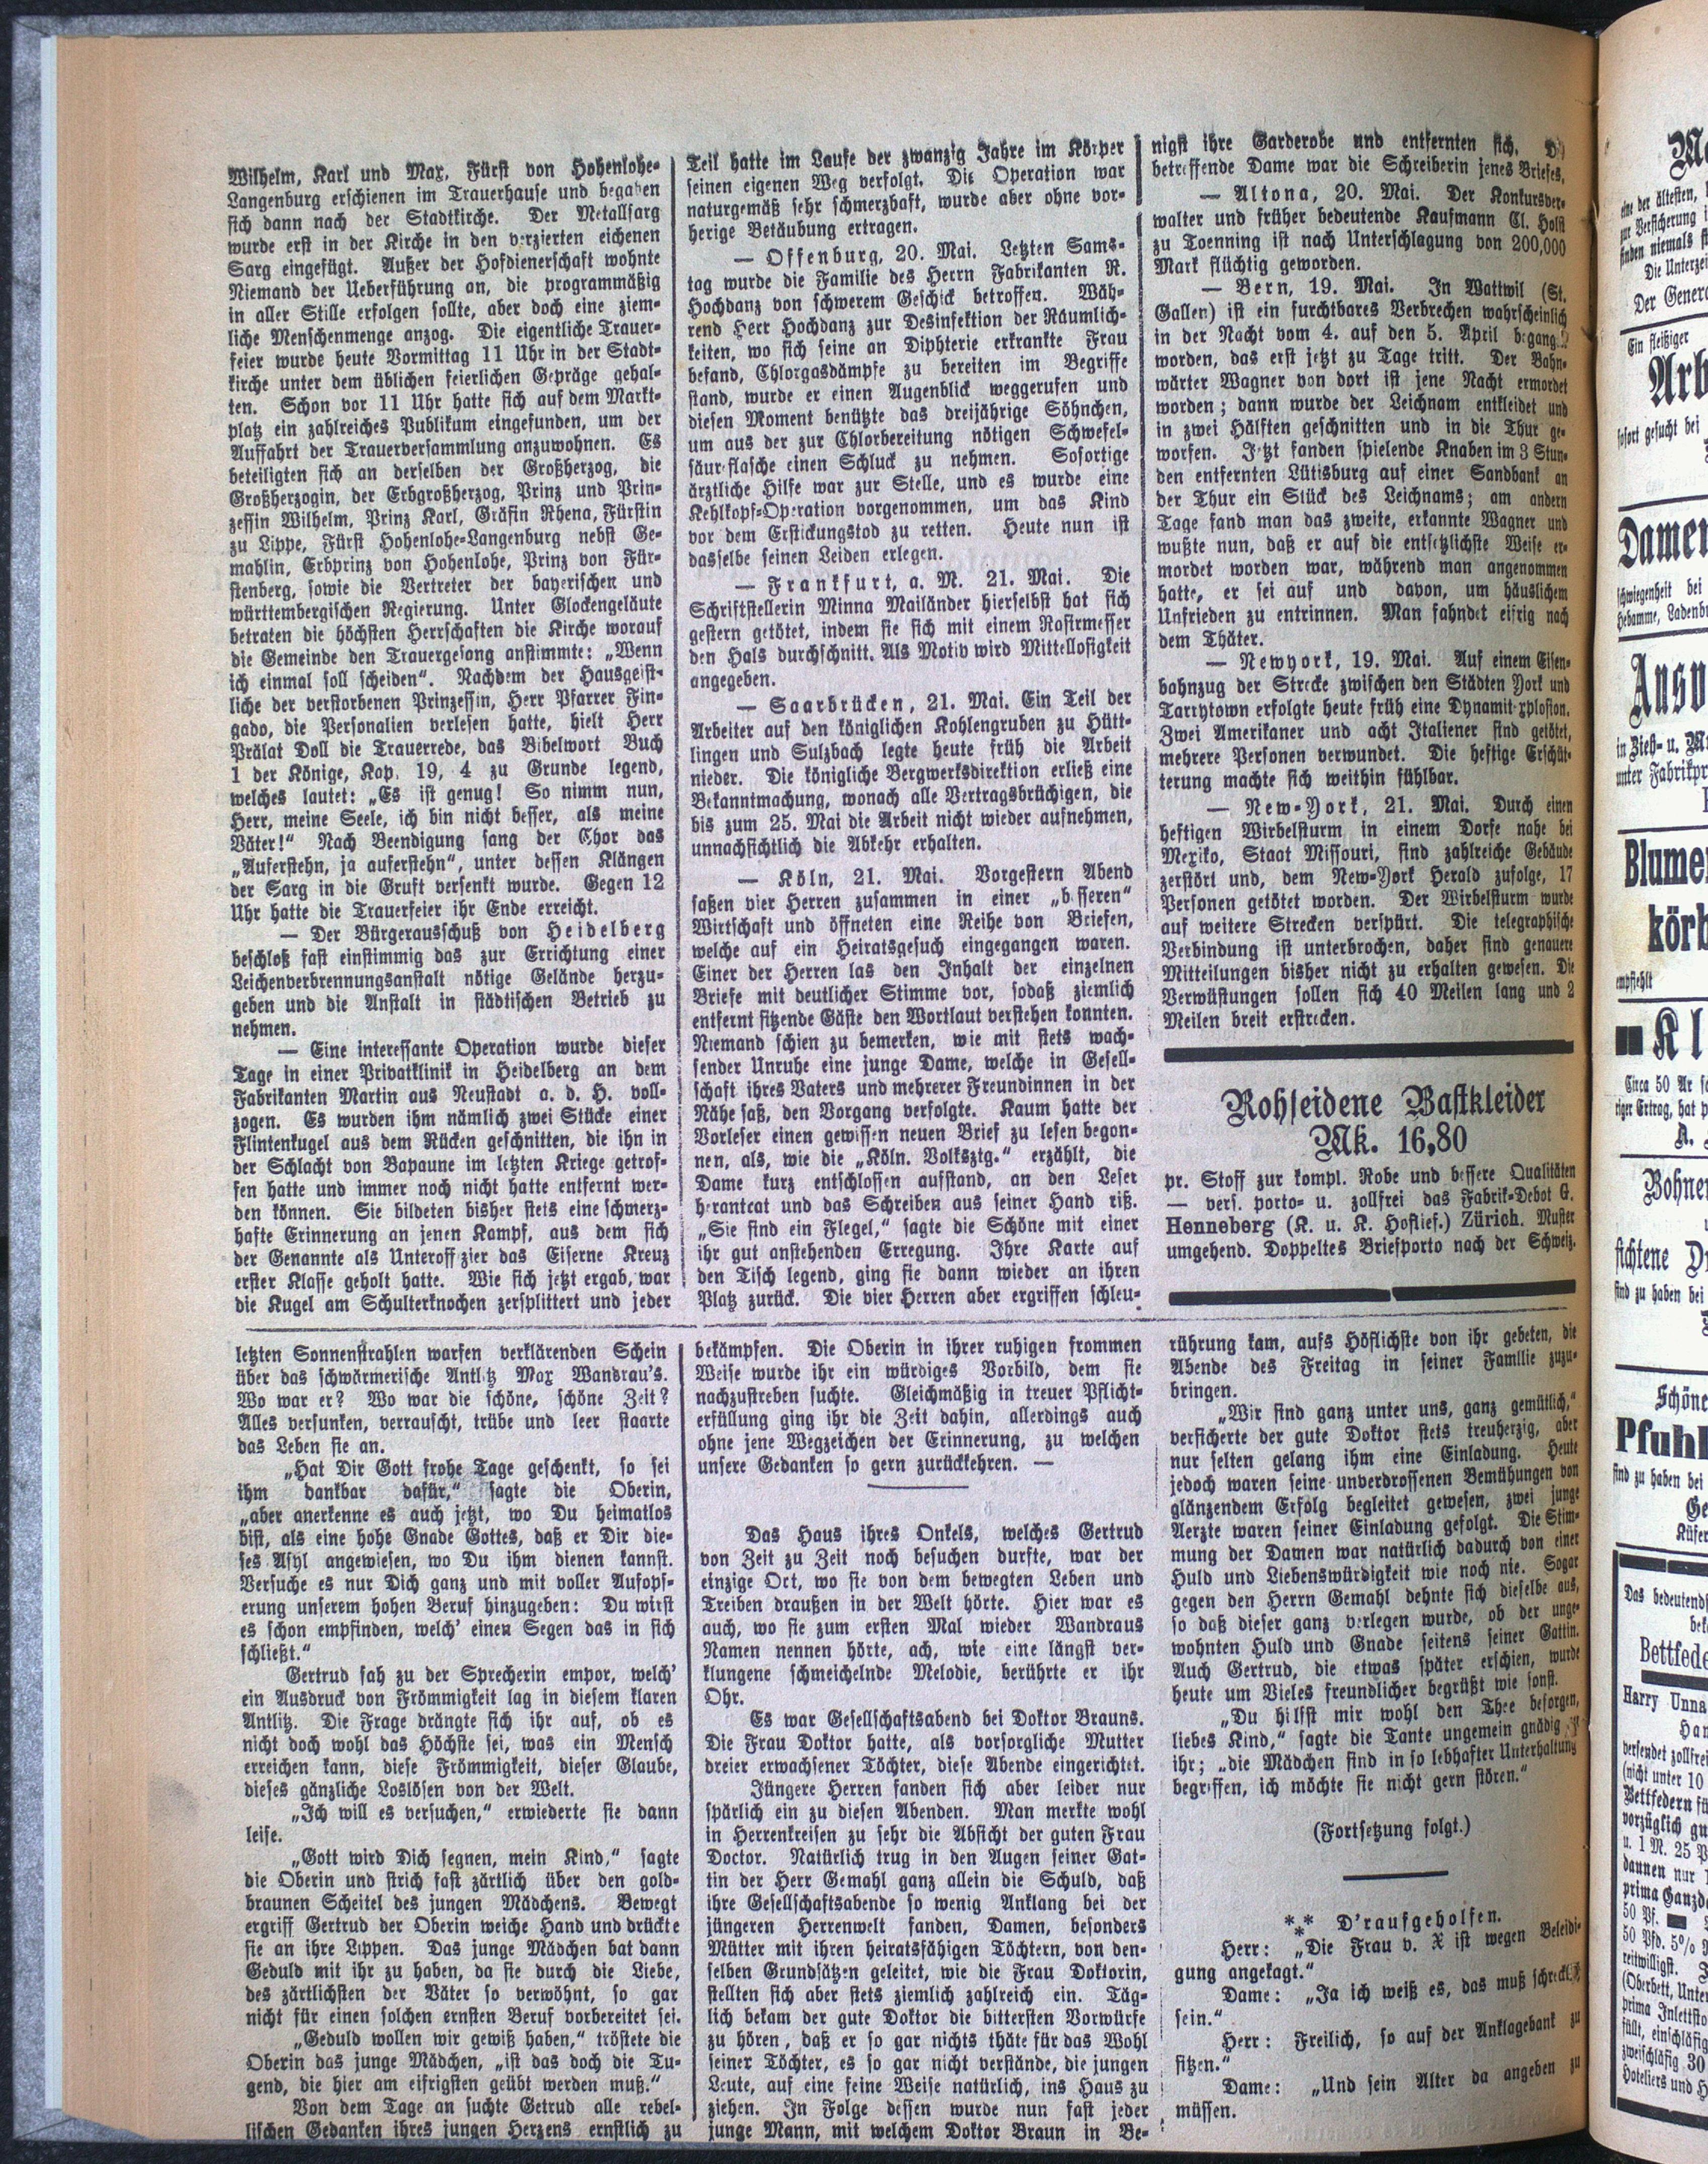 Wilhelm, Karl und Max, Fürst von Hohenlohe-
Langenburg erschienen im Trauerhause und begaben
sich dann nach der Stadtkirche. Der Metallsarg
wurde erst in der Kirche in den verzierten eichenen
Sarg eingefügt. Außer der Hofdienerschaft wohnte
Niemand der Ueberführung an, die programmäßig
in aller Stille erfolgen sollte, aber doch eine ziem-
liche Menschenmenge anzog. Die eigentliche Trauer-
feier wurde heute Vormittag 11 Uhr in der Stadt-
kirche unter dem üblichen feierlichen Gepräge gehal-
ten. Schon vor 11 Uhr hatte sich auf dem Markt-
platz ein zahlreiches Publikum eingefunden, um der
Auffahrt der Trauerversammlung anzuwohnen. Es
beteiligten sich an derselben der Großherzog, die
Großherzogin, der Erbgroßherzog, Prinz und Prin-
zessin Wilhelm, Prinz Karl, Gräfin Rhena, Fürstin
zu Lippe, Fürst Hohenlohe-Langenburg nebst Ge-
mahlin, Erbprinz von Hohenlohe, Prinz von Für-
stenberg, sowie die Vertreter der bayerischen und
württembergischen Regierung. Unter Glockengeläute
betraten die höchsten Herrschaften die Kirche worauf
die Gemeinde den Trauergesang anstimmte: „Wenn
ich einmal soll scheiden“. Nachdem der Hausgeist-
liche der verstorbenen Prinzessin, Herr Pfarrer Fin-
gado, die Personalien verlesen hatte, hielt Herr
Prälat Doll die Trauerrede, das Bibelwort Buch
1 der Könige, Kap. 19, 4 zu Grunde legend,
welches lautet: „Es ist genug! So nimm nun,
Herr, meine Seele, ich bin nicht besser, als meine
Väter!“ Nach Beendigung sang der Chor das
„Auferstehn, ja auferstehn“, unter dessen Klängen
der Sarg in die Gruft versenkt wurde. Gegen 12
Uhr hatte die Trauerfeier ihr Ende erreicht.
— Der Bürgerausschuß von Heidelberg
beschloß fast einstimmig das zur Errichtung einer
Leichenverbrennungsanstalt nötige Gelände herzu-
geben und die Anstalt in städtischen Betrieb zu
nehmen.
— Eine interessante Operation wurde dieser
Tage in einer Privatklinik in Heidelberg an dem
Fabrikanten Martin aus Neustadt a. d. H. voll-
zogen. Es wurden ihm nämlich zwei Stücke einer
Flintenkugel aus dem Rücken geschnitten, die ihn in
der Schlacht von Bapaune im letzten Kriege getrof-
fen hatte und immer noch nicht hatte entfernt wer-
den können. Sie bildeten bisher stets eine schmerz-
hafte Erinnerung an jenen Kampf, aus dem sich
der Genannte als Unteroffizier das Eiserne Kreuz
erster Klasse geholt hatte. Wie sich jetzt ergab, war
die Kugel am Schulterknochen zersplittert und jeder
Teil hatte im Laufe der zwanzig Jahre im Körper
seinen eigenen Weg verfolgt. Die Operation war
naturgemäß sehr schmerzhaft, wurde aber ohne vor-
herige Betäubung ertragen.
— Offenburg, 20. Mai. Letzten Sams-
tag wurde die Familie des Herrn Fabrikanten R.
Hochdanz von schwerem Geschick betroffen. Wäh-
rend Herr Hochdanz zur Desinfektion der Räumlich-
keiten, wo sich seine an Diphterie erkrankte Frau
befand, Chlorgasdämpfe zu bereiten im Begriffe
stand, wurde er einen Augenblick weggerufen und
diesen Moment benützte das dreijährige Söhnchen,
um aus der zur Chlorbereitung nötigen Schwefel-
säureflasche einen Schluck zu nehmen. Sofortige
ärztliche Hilfe war zur Stelle, und es wurde eine
Kehlkopf-Operation vorgenommen, um das Kind
vor dem Erstickungstod zu retten. Heute nun ist
dasselbe seinen Leiden erlegen.
— Frankfurt, a. M. 21. Mai. Die
Schriftstellerin Minna Mailänder hierselbst hat sich
gestern getötet, indem sie sich mit einem Rasirmesser
den Hals durchschnitt. Als Motiv wird Mittellosigkeit
angegeben.
— Saarbrücken, 21. Mai. Ein Teil der
Arbeiter auf den königlichen Kohlengruben zu Hütt-
lingen und Sulzbach legte heute früh die Arbeit
nieder. Die königliche Bergwerksdirektion erließ eine
Bekanntmachung, wonach alle Vertragsbrüchigen, die
bis zum 25. Mai die Arbeit nicht wieder aufnehmen,
unnachsichtlich die Abkehr erhalten.
— Köln, 21. Mai. Vorgestern Abend
saßen vier Herren zusammen in einer „besseren“
Wirtschaft und öffneten eine Reihe von Briefen,
welche auf ein Heiratsgesuch eingegangen waren.
Einer der Herren las den Inhalt der einzelnen
Briefe mit deutlicher Stimme vor, sodaß ziemlich
entfernt sitzende Gäste den Wortlaut verstehen konnten.
Niemand schien zu bemerken, wie mit stets wach-
sender Unruhe eine junge Dame, welche in Gesell-
schaft ihres Vaters und mehrerer Freundinnen in der
Nähe saß, den Vorgang verfolgte. Kaum hatte der
Vorleser einen gewissen neuen Brief zu lesen begon-
nen, als, wie die „Köln. Volksztg.“ erzählt, die
Dame kurz entschlossen aufstand, an den Leser
herantrat und das Schreiben aus seiner Hand riß.
„Sie sind ein Flegel,“ sagte die Schöne mit einer
ihr gut anstehenden Erregung. Ihre Karte auf
den Tisch legend, ging sie dann wieder an ihren
Platz zurück. Die vier Herren aber ergriffen schleu-
nigst ihre Garderobe und entfernten sich.
betreffende Dame war die Schreiberin jenes Briefes.
— Altona, 20. Mai. Der Konkursver-
walter und früher bedeutende Kaufmann Cl. Holst
zu Toenning ist nach Unterschlagung von 200,000
Mark flüchtig geworden.
— Bern, 19. Mai. In Wattwil (St.
Gallen) ist ein furchtbares Verbrechen wahrscheinlich
in der Nacht vom 4. auf den 5. April begangen
worden, das erst jetzt zu Tage tritt. Der Bahn-
wärter Wagner von dort ist jene Nacht ermordet
worden; dann wurde der Leichnam entkleidet und
in zwei Hälften geschnitten und in die Thur ge-
worfen. Jetzt fanden spielende Knaben im 3 Stun-
den entfernten Lütisburg auf einer Sandbank an
der Thur ein Stück des Leichnams; am andern
Tage fand man das zweite, erkannte Wagner und
wußte nun, daß er auf die entsetzlichste Weise er-
mordet worden war, während man angenommen
hatte, er sei auf und davon, um häuslichem
Unfrieden zu entrinnen. Man fahndet eifrig nach
dem Thäter.
— Newyork, 19. Mai. Auf einem Eisen-
bahnzug der Strecke zwischen den Städten York und
Tarrytown erfolgte heute früh eine Dynamitexplosion.
Zwei Amerikaner und acht Italiener sind getötet,
mehrere Personen verwundet. Die heftige Erschüt-
terung machte sich weithin fühlbar.
— New-York, 21. Mai. Durch einen
heftigen Wirbelsturm in einem Dorfe nahe bei
Mexiko, Staat Missouri, sind zahlreiche Gebäude
zerstört und, dem New-York Herald zufolge, 17
Personen getötet worden. Der Wirbelsturm wurde
auf weitere Strecken verspürt. Die telegraphische
Verbindung ist unterbrochen, daher sind genauere
Mitteilungen bisher nicht zu erhalten gewesen. Die
Verwüstungen sollen sich 40 Meilen lang und 2
Meilen breit erstrecken.
Rohseidene Bastkleider
Mk. 16,80
pr. Stoff zur kompl. Robe und bessere Qualitäten
— vers. porto- u. zollfrei das Fabrik-Debot G.
Henneberg (K. u. K. Hoflief.) Zürich. Muster
umgehend. Doppeltes Briefporto nach der Schweiz.
letzten Sonnenstrahlen warfen verklärenden Schein
über das schwärmerische Antlitz Max Wandrau's.
Wo war er? Wo war die schöne, schöne Zeit?
Alles versunken, verrauscht, trübe und leer staarte
das Leben sie an.
„Hat Dir Gott frohe Tage geschenkt, so sei
ihm dankbar dafür,“ sagte die Oberin,
„aber anerkenne es auch jetzt, wo Du heimatlos
bist, als eine hohe Gnade Gottes, daß er Dir die-
ses Asyl angewiesen, wo Du ihm dienen kannst.
Versuche es nur Dich ganz und mit voller Aufopf-
erung unserem hohen Beruf hinzugeben: Du wirst
es schon empfinden, welch' einen Segen das in sich
schließt.“
Gertrud sah zu der Sprecherin empor, welch'
ein Ausdruck von Frömmigkeit lag in diesem klaren
Antlitz. Die Frage drängte sich ihr auf, ob es
nicht doch wohl das Höchste sei, was ein Mensch
erreichen kann, diese Frömmigkeit, dieser Glaube,
dieses gänzliche Loslösen von der Welt.
„Ich will es versuchen,“ erwiederte sie dann
leise.
„Gott wird Dich segnen, mein Kind,“ sagte
die Oberin und strich fast zärtlich über den gold-
braunen Scheitel des jungen Mädchens. Bewegt
ergriff Gertrud der Oberin weiche Hand und drückte
sie an ihre Lippen. Das junge Mädchen bat dann
Geduld mit ihr zu haben, da sie durch die Liebe,
des zärtlichsten der Väter so verwöhnt, so gar
nicht für einen solchen ernsten Beruf vorbereitet sei.
„Geduld wollen wir gewiß haben,“ tröstete die
Oberin das junge Mädchen, „ist das doch die Tu-
gend, die hier am eifrigsten geübt werden muß.“
Von dem Tage an suchte Getrud alle rebel-
lischen Gedanken ihres jungen Herzens ernstlich zu
bekämpfen. Die Oberin in ihrer ruhigen frommen
Weise wurde ihr ein würdiges Vorbild, dem sie
nachzustreben suchte. Gleichmäßig in treuer Pflicht-
erfüllung ging ihr die Zeit dahin, allerdings auch
ohne jene Wegzeichen der Erinnerung, zu welchen
unsere Gedanken so gern zurückkehren. —
Das Haus ihres Onkels, welches Gertrud
von Zeit zu Zeit noch besuchen durfte, war der
einzige Ort, wo sie von dem bewegten Leben und
Treiben draußen in der Welt hörte. Hier war es
auch, wo sie zum ersten Mal wieder Wandraus
Namen nennen hörte, ach, wie eine längst ver-
klungene schmeichelnde Melodie, berührte er ihr
Ohr.
Es war Gesellschaftsabend bei Doktor Brauns.
Die Frau Doktor hatte, als vorsorgliche Mutter
dreier erwachsener Töchter, diese Abende eingerichtet.
Jüngere Herren fanden sich aber leider nur
spärlich ein zu diesen Abenden. Man merkte wohl
in Herrenkreisen zu sehr die Absicht der guten Frau
Doctor. Natürlich trug in den Augen seiner Gat-
tin der Herr Gemahl ganz allein die Schuld, daß
ihre Gesellschaftsabende so wenig Anklang bei der
jüngeren Herrenwelt fanden, Damen, besonders
Mütter mit ihren heiratsfähigen Töchtern, von den-
selben Grundsätzen geleitet, wie die Frau Doktorin,
stellten sich aber stets ziemlich zahlreich ein. Täg-
lich bekam der gute Doktor die bittersten Vorwürfe
zu hören, daß er so gar nichts thäte für das Wohl
seiner Töchter, es so gar nicht verstände, die jungen
Leute, auf eine feine Weise natürlich, ins Haus zu
ziehen. In Folge dessen wurde nun fast jeder
junge Mann, mit welchem Doktor Braun in Be-
rührung kam, aufs Höflichste von ihr gebeten, die
Abende des Freitag in seiner Familie zuzu-
bringen.
„Wir sind ganz unter uns, ganz gemütlich,“
versicherte der gute Doktor stets treuherzig, aber
nur selten gelang ihm eine Einladung. Heute
jedoch waren seine unverdrossenen Bemühungen von
glänzendem Erfolg begleitet gewesen, zwei junge
Aerzte waren seiner Einladung gefolgt. Die Stim-
mung der Damen war natürlich dadurch von einer
Huld und Liebenswürdigkeit wie noch nie. Sogar
gegen den Herrn Gemahl dehnte sich dieselbe aus,
so daß dieser ganz verlegen wurde, ob der unge-
wohnten Huld und Gnade seitens seiner Gattin.
Auch Gertrud, die etwas später erschien, wurde
heute um Vieles freundlicher begrüßt wie sonst.
„Du hilfst mir wohl den Thee besorgen,
liebes Kind,“ sagte die Tante ungemein gnädig zu
ihr; „die Mädchen sind in so lebhafter Unterhaltung
begriffen, ich möchte sie nicht gern stören.“
(Fortsetzung folgt.)
*** D'raufgeholfen.
Herr: „Die Frau v. X ist wegen Beleidi-
gung angekagt.“
Dame: „Ja ich weiß es, das muß schrecklich
sein.“
Herr: Freilich, so auf der Anklagebank zu
sitzen.“
Dame: „Und sein Alter da angeben zu
müssen.
eine der ältesten,
zur Versicherung
finden niemals
Die Unterzei
Der Genera
Ein fleißiger
Arb
sofort gesucht bei
Damen
schwiegenheit bei
Hebamme, Ladenbu
Ausv
unter Fabrikpr
Blumen
körb
empfiehlt
Kl
Circa 50 Ar
riger Ertrag, hat
Bohnen
fichtene
sind zu haben bei
Schöne
Pfuhl
sind zu haben bei
Das bedeutend
Bettfede
Harry Unna
versendet zollfrei
(nicht unter 10
Bettfedern
vorzüglich gu
u. 1 M. 25 P
daunen nur
prima Ganzd
50 Pf.
50 Pfd. 5%
reitwilligst.
(Oberbett, Unter
prima Inlettsto
füllt, einschläfig
zweischläfig 30
Hoteliers und